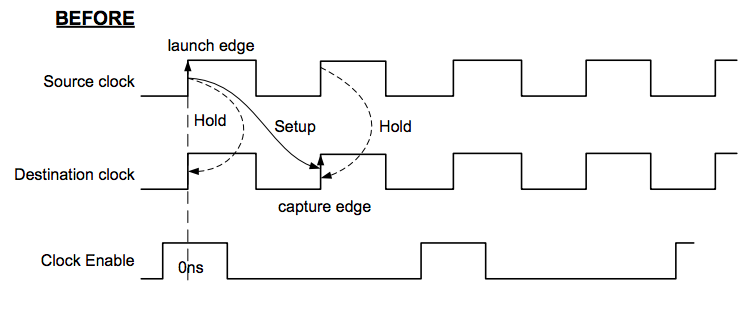 BEFORE
launch edge
Source clock
Hold
Setup
Hold
Destination clock
capture edge
Clock Enable
0ns